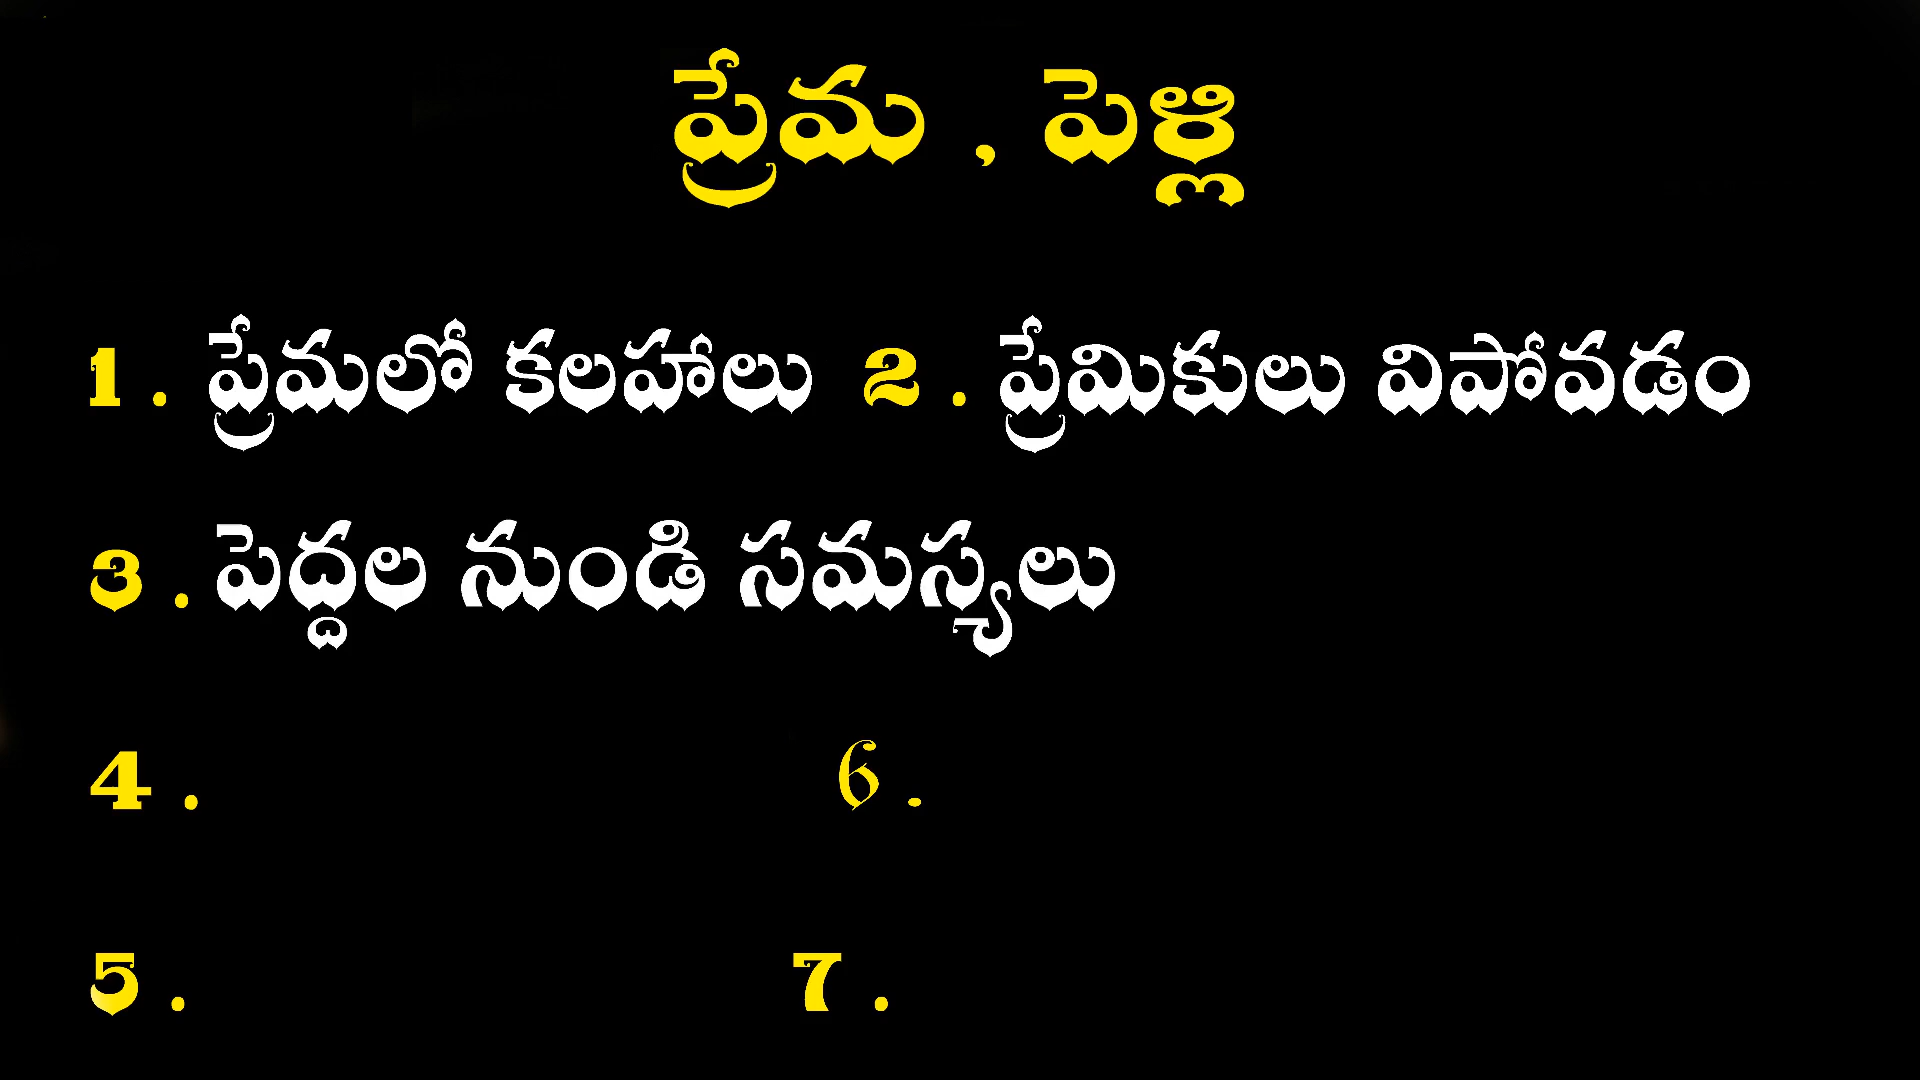 ప్రేమ , పెళ్లి
1 . ప్రేమలో కలహాలు 2 . ప్రేమికులు విపోవడం
3 . పెద్దల నుండి సమస్యలు
4 . 6 .
5 . 7 .